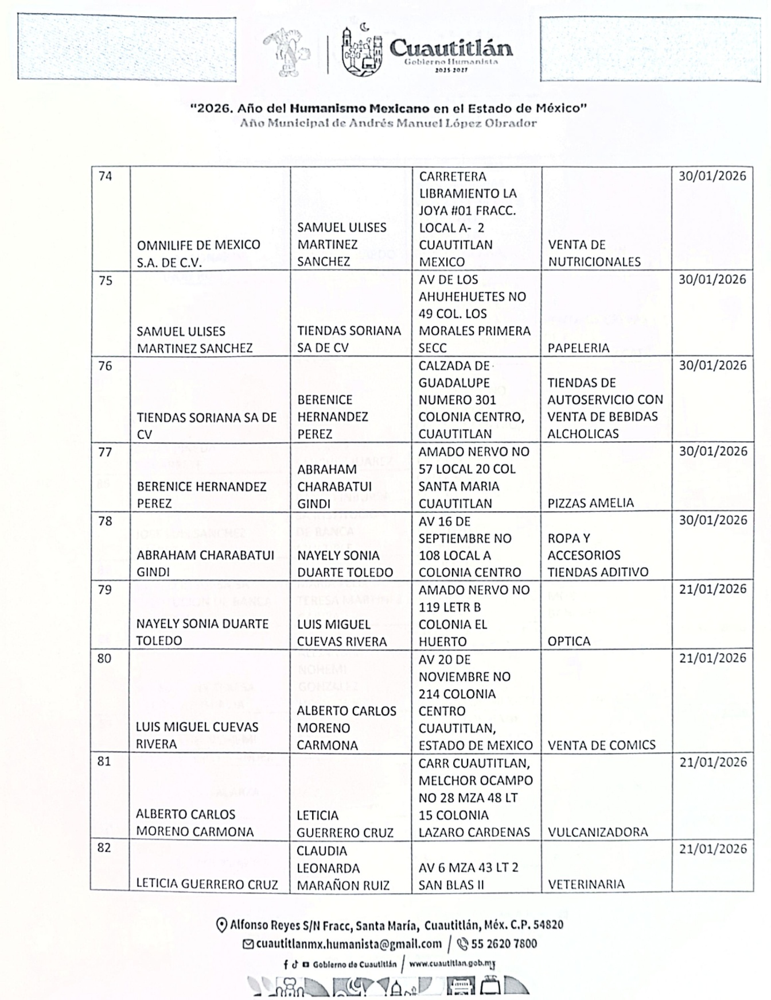 Cuautitlán
Gobierno Humanista
2025-2027
"2026. Año del Humanismo Mexicano en el Estado de México"
Año Municipal de Andrés Manuel López Obrador
74
OMNILIFE DE MEXICO
S.A. DE C.V.
SAMUEL ULISES
MARTINEZ
SANCHEZ
CARRETERA
LIBRAMIENTO LA
JOYA #01 FRACC.
LOCAL A- 2
CUAUTITLAN
MEXICO
VENTA DE
NUTRICIONALES
30/01/2026
75
SAMUEL ULISES
MARTINEZ SANCHEZ
TIENDAS SORIANA
SA DE CV
AV DE LOS
AHUHEHUETES NO
49 COL. LOS
MORALES PRIMERA
SECC
PAPELERIA
30/01/2026
76
TIENDAS SORIANA SA DE
CV
BERENICE
HERNANDEZ
PEREZ
CALZADA DE
GUADALUPE
NUMERO 301
COLONIA CENTRO,
CUAUTITLAN
TIENDAS DE
AUTOSERVICIO CON
VENTA DE BEBIDAS
ALCHOLICAS
30/01/2026
77
BERENICE HERNANDEZ
PEREZ
ABRAHAM
CHARABATUI
GINDI
AMADO NERVO NO
57 LOCAL 20 COL
SANTA MARIA
CUAUTITLAN
PIZZAS AMELIA
30/01/2026
78
ABRAHAM CHARABATUI
GINDI
NAYELY SONIA
DUARTE TOLEDO
AV 16 DE
SEPTIEMBRE NO
108 LOCAL A
COLONIA CENTRO
ROPA Y
ACCESORIOS
TIENDAS ADITIVO
30/01/2026
79
NAYELY SONIA DUARTE
TOLEDO
LUIS MIGUEL
CUEVAS RIVERA
AMADO NERVO NO
119 LETR B
COLONIA EL
HUERTO
OPTICA
21/01/2026
80
LUIS MIGUEL CUEVAS
RIVERA
ALBERTO CARLOS
MORENO
CARMONA
AV 20 DE
NOVIEMBRE NO
214 COLONIA
CENTRO
CUAUTITLAN,
ESTADO DE MEXICO
VENTA DE COMICS
21/01/2026
81
ALBERTO CARLOS
MORENO CARMONA
LETICIA
GUERRERO CRUZ
CARR CUAUTITLAN,
MELCHOR OCAMPO
NO 28 MZA 48 LT
15 COLONIA
LAZARO CARDENAS
VULCANIZADORA
21/01/2026
82
LETICIA GUERRERO CRUZ
CLAUDIA
LEONARDA
MARAÑON RUIZ
AV 6 MZA 43 LT 2
SAN BLAS II
VETERINARIA
21/01/2026
Alfonso Reyes S/N Fracc, Santa María, Cuautitlán, Méx. C.P. 54820
cuautitlanmx.humanista@gmail.com / 55 2620 7800
Gobierno de Cuautitlán / www.cuautitlan.gob.mx